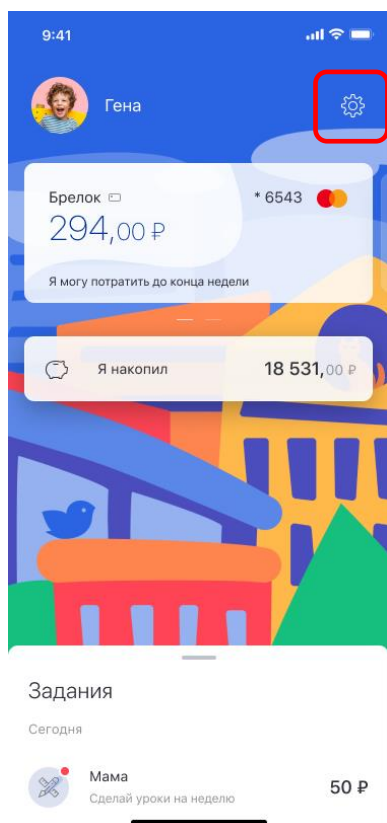 9:41
Гена
Брелок * 6543
294,00 ₽
Я могу потратить до конца недели
Я накопил 18 531,00 ₽
Задания
Сегодня
Мама
Сделай уроки на неделю
50 ₽